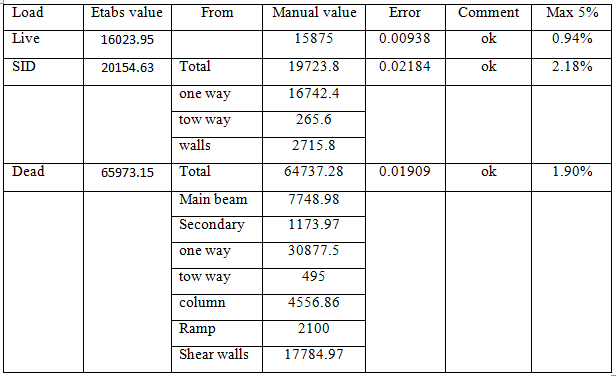 Load Etabs value From Manual value Error Comment Max 5%
Live 16023.95 15875 0.00938 ok 0.94%
SID 20154.63 Total 19723.8 0.02184 ok 2.18%
one way 16742.4
tow way 265.6
walls 2715.8
Dead 65973.15 Total 64737.28 0.01909 ok 1.90%
Main beam 7748.98
Secondary 1173.97
one way 30877.5
tow way 495
column 4556.86
Ramp 2100
Shear walls 17784.97